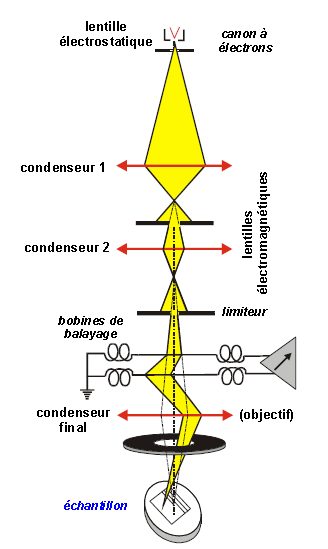 lentille
électrostatique
canon à
électrons
condenseur 1
lentilles
électromagnétiques
condenseur 2
limiteur
bobines de
balayage
condenseur
final
(objectif)
échantillon